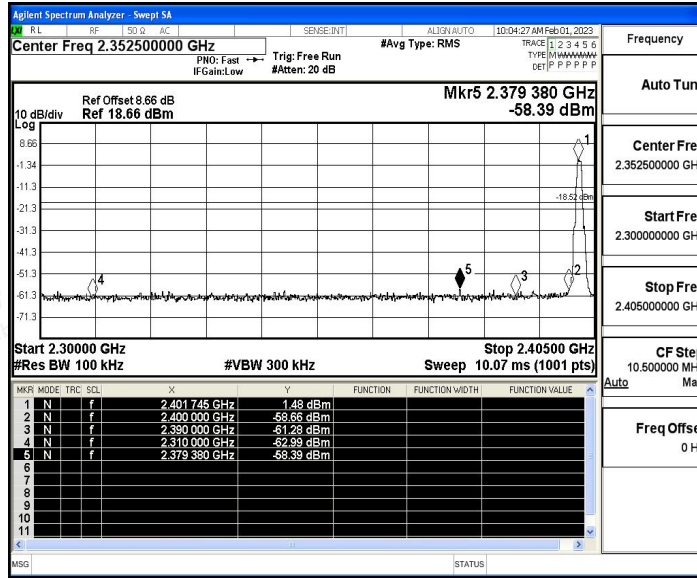 Agilent Spectrum Analyzer - Swept SA
RL RF 50 Ω AC SENSE:INT ALIGN AUTO 10:04:27 AM Feb 01, 2023
Center Freq 2.352500000 GHz
PNO: Fast
IFGain:Low
Trig: Free Run
#Atten: 20 dB
#Avg Type: RMS
TRACE 1 2 3 4 5 6
TYPE MWWWWW
DET P P P P P P
Ref Offset 8.66 dB
10 dB/div Ref 18.66 dBm
Log
Mkr5 2.379 380 GHz
-58.39 dBm
8.66
-1.34
-11.3
-21.3
-31.3
-41.3
-51.3
-61.3
-71.3
1
-18.52 dBm
4
5
3
2
Start 2.30000 GHz
Stop 2.40500 GHz
#Res BW 100 kHz
#VBW 300 kHz
Sweep 10.07 ms (1001 pts)
MKR MODE TRC SCL X Y FUNCTION FUNCTION WIDTH FUNCTION VALUE
1 N f 2.401 745 GHz 1.48 dBm
2 N f 2.400 000 GHz -58.66 dBm
3 N f 2.390 000 GHz -61.28 dBm
4 N f 2.310 000 GHz -62.99 dBm
5 N f 2.379 380 GHz -58.39 dBm
6
7
8
9
10
11
MSG
STATUS
Frequency
Auto Tun
Center Fre
2.352500000 GH
Start Fre
2.300000000 GH
Stop Fre
2.405000000 GH
CF Ste
10.500000 MH
Auto Ma
Freq Offse
0 H